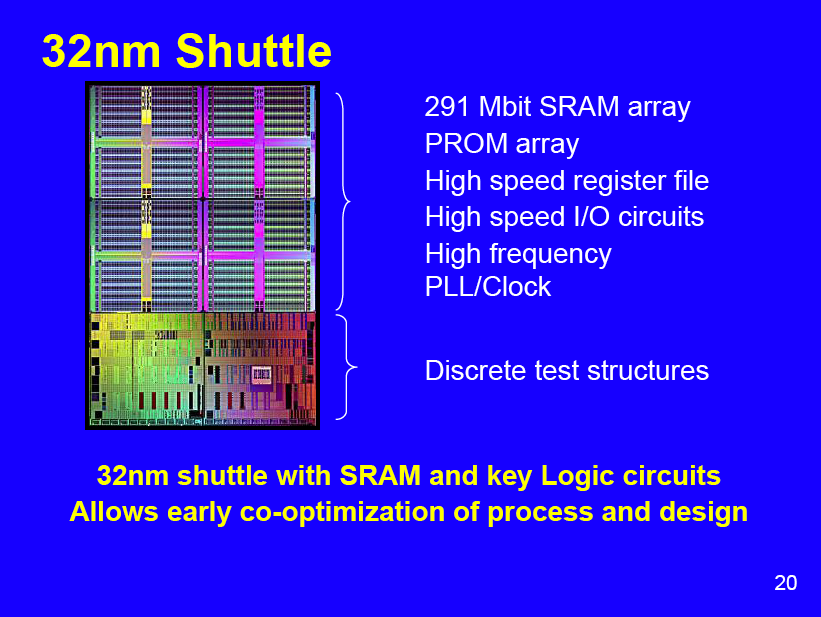 32nm Shuttle
291 Mbit SRAM array
PROM array
High speed register file
High speed I/O circuits
High frequency
PLL/Clock
Discrete test structures
32nm shuttle with SRAM and key Logic circuits
Allows early co-optimization of process and design
20